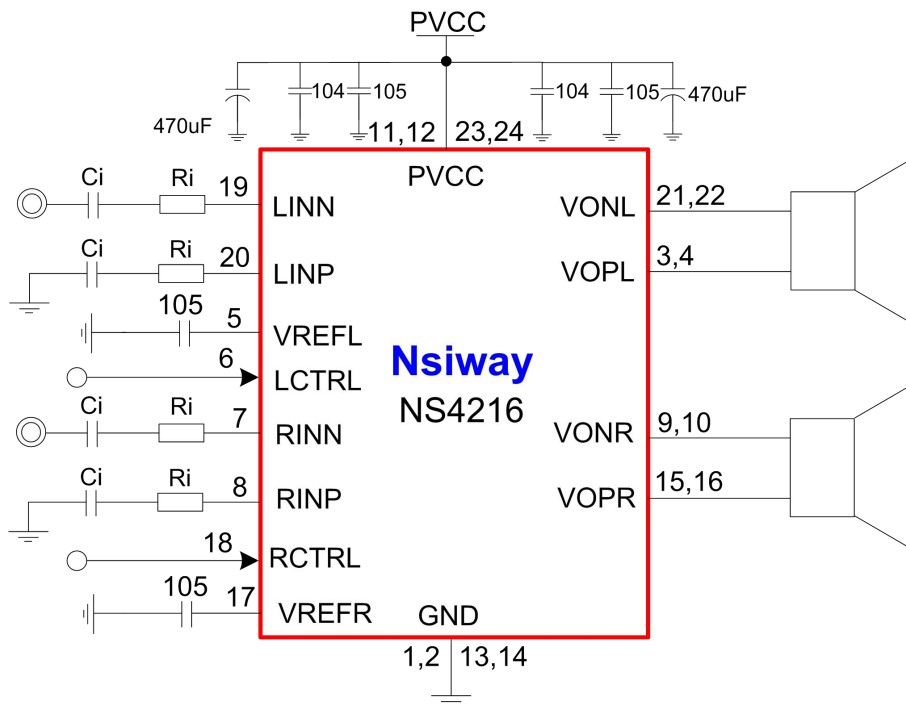 PVCC
104
105
104
105
470uF
470uF
11,12
23,24
PVCC
Ci
Ri
19
LINN
VONL
21,22
Ci
Ri
20
LINP
VOPL
3,4
105
5
VREFL
6
LCTRL
Nsiway
NS4216
Ci
Ri
7
RINN
VONR
9,10
Ci
Ri
8
RINP
VOPR
15,16
18
RCTRL
105
17
VREFR
GND
1,2
13,14